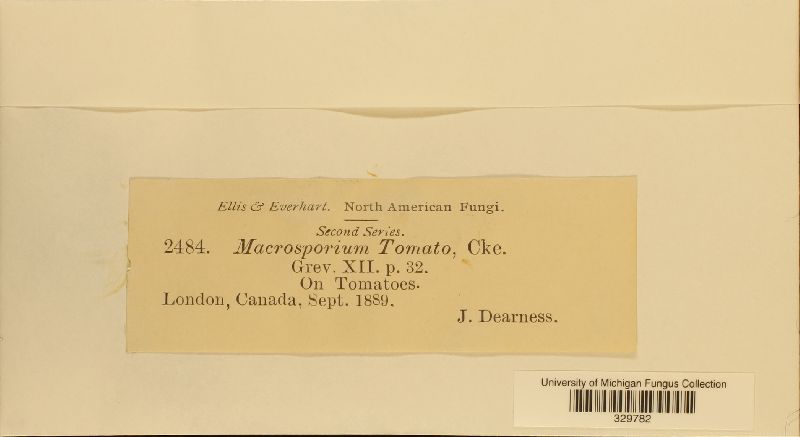 Ellis & Everhart. North American Fungi.
Second Series.
2484. Macrosporium Tomato, Cke.
Grev. XII. p. 32.
On Tomatoes.
London, Canada, Sept. 1889.
J. Dearness.
University of Michigan Fungus Collection
329782